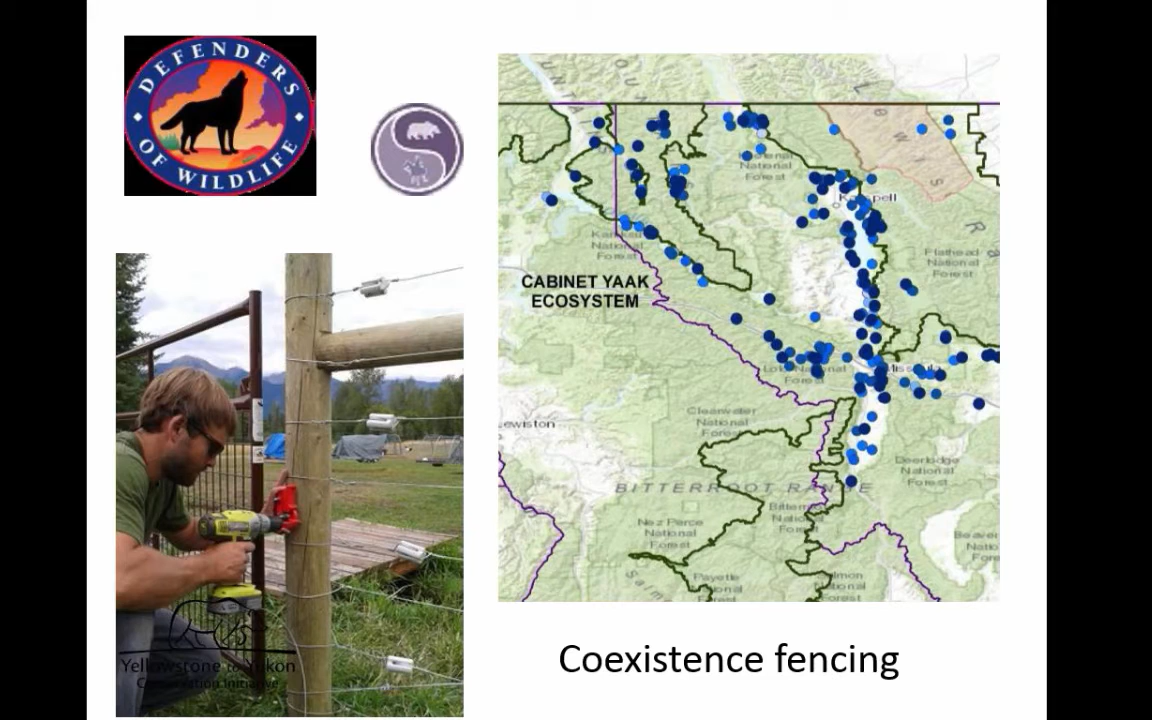 DEFENDERS
OF WILDLIFE
Kalispell
National
Forest
Kaniksu
National
Forest
Flathead
National
Forest
CABINET YAAK
ECOSYSTEM
Lolo National
Forest
Missoula
Clearwater
National
Forest
ewiston
Deerlodge
National
Forest
BITTERROOT RANGE
Nez Perce
National
Forest
Bitterroot
National
Forest
Payette
National
Forest
Yellowstone to Yukon
Conservation Initiative
Coexistence fencing